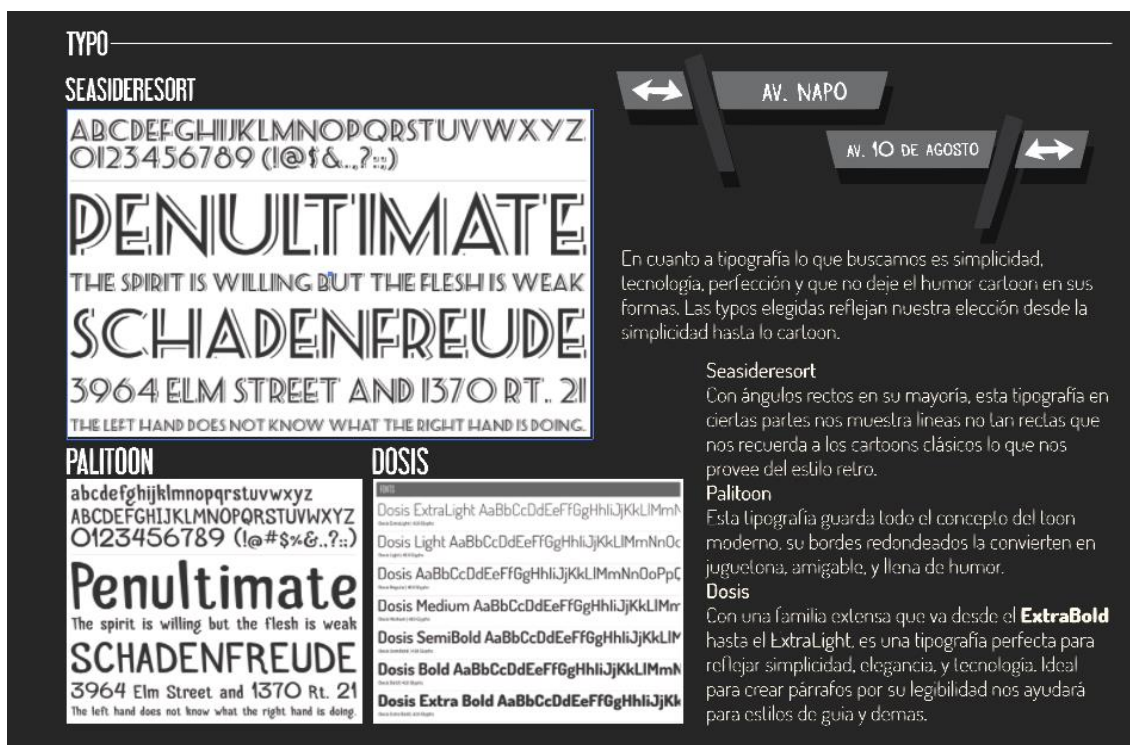 TYPO
SEASIDERESORT
ABCDEFGHIJKLMNOPQRSTUVWXYZ
0123456789 (!@$&..,?:;)
PENULTIMATE
THE SPIRIT IS WILLING BUT THE FLESH IS WEAK
SCHADENFREUDE
3964 ELM STREET AND 1370 RT. 21
THE LEFT HAND DOES NOT KNOW WHAT THE RIGHT HAND IS DOING.
PALITOON
abcdefghijklmnopqrstuvwxyz
ABCDEFGHIJKLMNOPQRSTUVWXYZ
0123456789 (!@#$%&..?:;)
Penultimate
The spirit is willing but the flesh is weak
SCHADENFREUDE
3964 Elm Street and 1370 Rt. 21
The left hand does not know what the right hand is doing.
DOSIS
FONTS
Dosis ExtraLight AaBbCcDdEeFfGgHhIiJjKkLlMmN
Dosis Light AaBbCcDdEeFfGgHhIiJjKkLlMmNnOo
Dosis AaBbCcDdEeFfGgHhIiJjKkLlMmNnOoPpQ
Dosis Medium AaBbCcDdEeFfGgHhIiJjKkLlMmr
Dosis SemiBold AaBbCcDdEeFfGgHhIiJjKkLlM
Dosis Bold AaBbCcDdEeFfGgHhIiJjKkLlMmN
Dosis Extra Bold AaBbCcDdEeFfGgHhIiJjKk
AV. NAPO
AV. 10 DE AGOSTO
En cuanto a tipografía lo que buscamos es simplicidad,
tecnología, perfección y que no deje el humor cartoon en sus
formas. Las typos elegidas reflejan nuestra elección desde la
simplicidad hasta lo cartoon.
Seasideresort
Con ángulos rectos en su mayoría, esta tipografía en
ciertas partes nos muestra lineas no tan rectas que
nos recuerda a los cartoons clásicos lo que nos
provee del estilo retro.
Palitoon
Esta tipografía guarda todo el concepto del toon
moderno, su bordes redondeados la convierten en
juguetona, amigable, y llena de humor.
Dosis
Con una familia extensa que va desde el ExtraBold
hasta el ExtraLight, es una tipografía perfecta para
reflejar simplicidad, elegancia, y tecnología. Ideal
para crear párrafos por su legibilidad nos ayudará
para estilos de guia y demas.